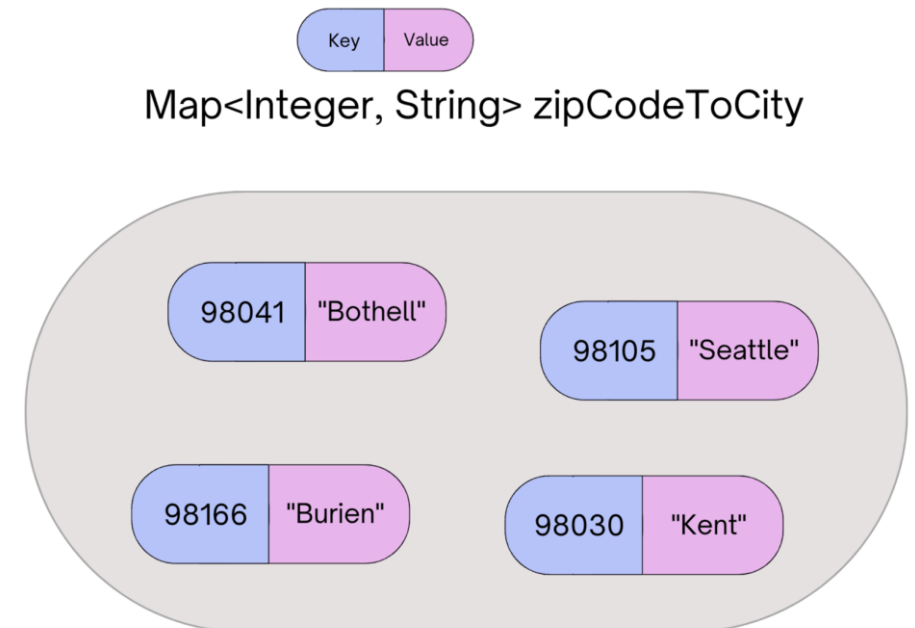 Key Value
Map<Integer, String> zipCodeToCity
98041 "Bothell"
98105 "Seattle"
98166 "Burien"
98030 "Kent"